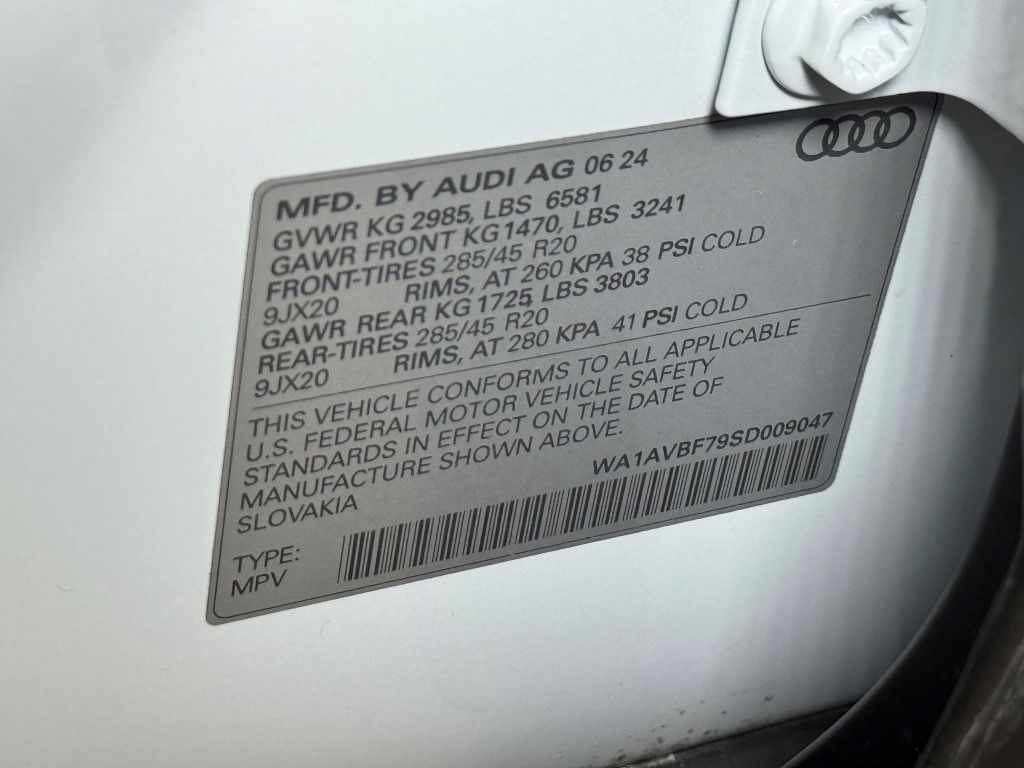 MFD. BY AUDI AG 06 24
GVWR KG 2985, LBS 6581
GAWR FRONT KG 1470, LBS 3241
FRONT-TIRES 285/45 R20
9JX20 RIMS, AT 260 KPA 38 PSI COLD
GAWR REAR KG 1725, LBS 3803
REAR-TIRES 285/45 R20
9JX20 RIMS, AT 280 KPA 41 PSI COLD
THIS VEHICLE CONFORMS TO ALL APPLICABLE
U.S. FEDERAL MOTOR VEHICLE SAFETY
STANDARDS IN EFFECT ON THE DATE OF
MANUFACTURE SHOWN ABOVE.
SLOVAKIA
WA1AVBF79SD009047
TYPE:
MPV